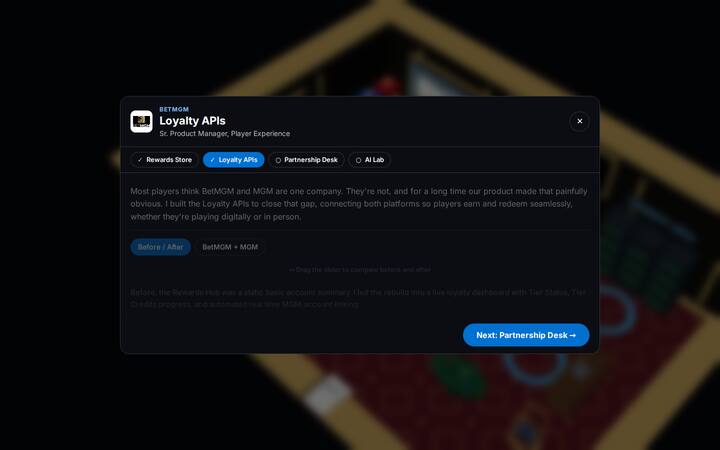 BETMGM
Loyalty APIs
Sr. Product Manager, Player Experience
✕
✓ Rewards Store
✓ Loyalty APIs
○ Partnership Desk
○ AI Lab
Most players think BetMGM and MGM are one company. They're not, and for a long time our product made that painfully
obvious. I built the Loyalty APIs to close that gap, connecting both platforms so players earn and redeem seamlessly,
whether they're playing digitally or in person.
Before / After
BetMGM + MGM
↔ Drag the slider to compare before and after
Before, the Rewards Hub was a static basic account summary. I led the rebuild into a live loyalty dashboard with Tier Status, Tier
Credits progress, and automated real time MGM account linking.
Next: Partnership Desk →